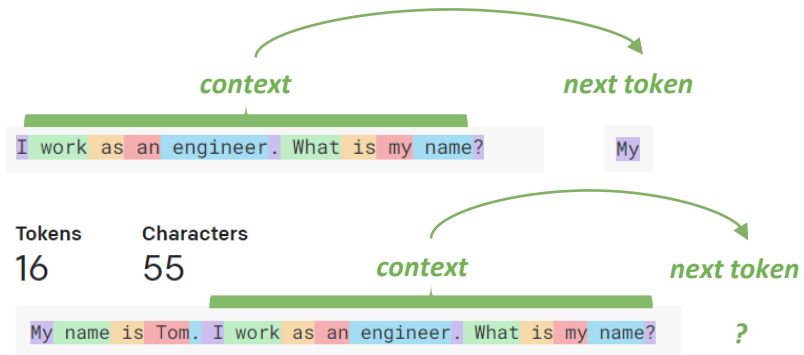 context next token
I work as an engineer. What is my name? My
Tokens Characters
16 55
context next token
My name is Tom. I work as an engineer. What is my name? ?